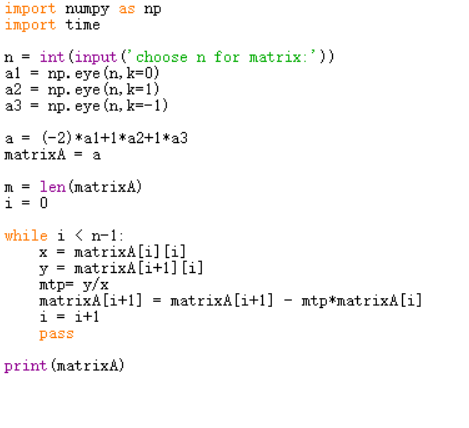 import numpy as np
import time
n = int(input('choose n for matrix:'))
a1 = np.eye(n,k=0)
a2 = np.eye(n,k=1)
a3 = np.eye(n,k=-1)
a = (-2)*a1+1*a2+1*a3
matrixA = a
m = len(matrixA)
i = 0
while i < n-1:
    x = matrixA[i][i]
    y = matrixA[i+1][i]
    mtp= y/x
    matrixA[i+1] = matrixA[i+1] - mtp*matrixA[i]
    i = i+1
    pass
print(matrixA)